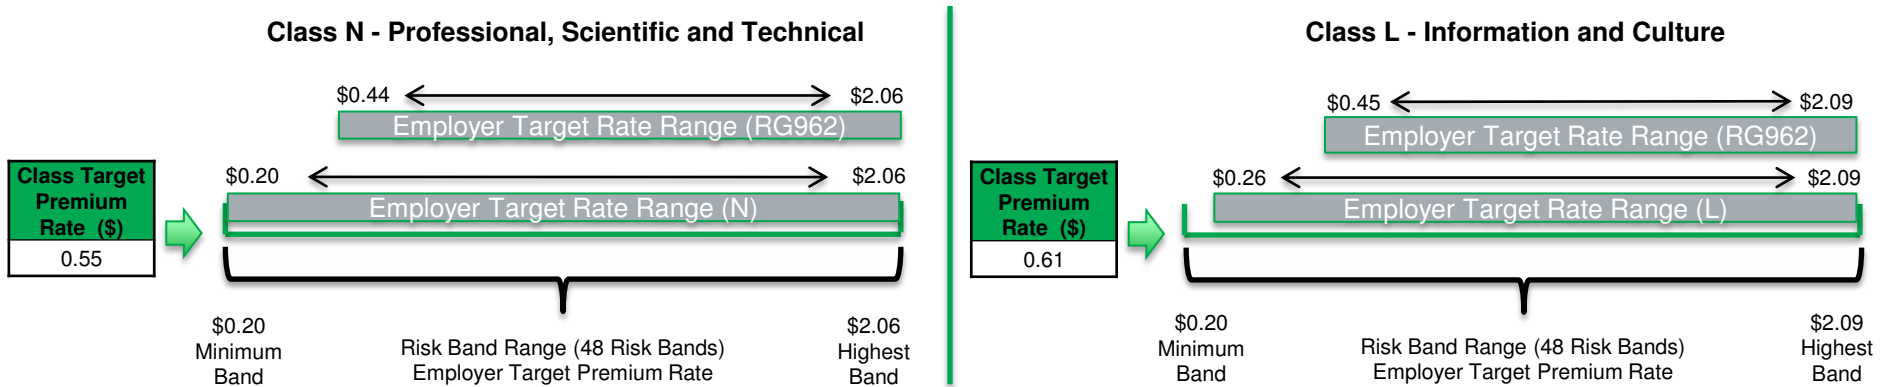 Class N - Professional, Scientific and Technical
$0.44
$2.06
Employer Target Rate Range (RG962)
Class Target
Premium
Rate ($)
0.55
$0.20
$2.06
Employer Target Rate Range (N)
$0.20
Minimum
Band
Risk Band Range (48 Risk Bands)
Employer Target Premium Rate
$2.06
Highest
Band
Class L - Information and Culture
$0.45
$2.09
Employer Target Rate Range (RG962)
Class Target
Premium
Rate ($)
0.61
$0.26
$2.09
Employer Target Rate Range (L)
$0.20
Minimum
Band
Risk Band Range (48 Risk Bands)
Employer Target Premium Rate
$2.09
Highest
Band